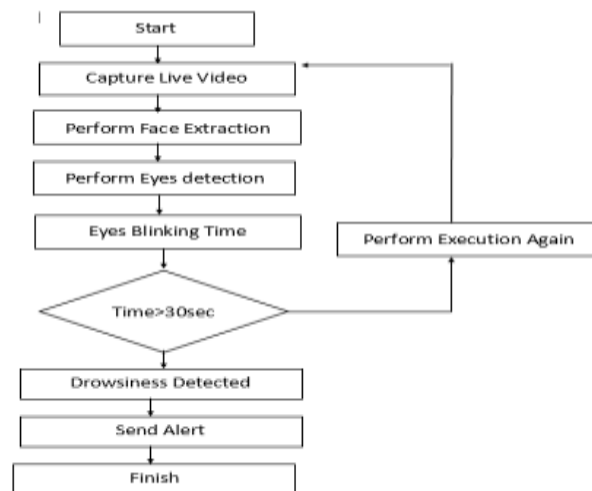 Start
Capture Live Video
Perform Face Extraction
Perform Eyes detection
Eyes Blinking Time
Perform Execution Again
Time>30sec
Drowsiness Detected
Send Alert
Finish